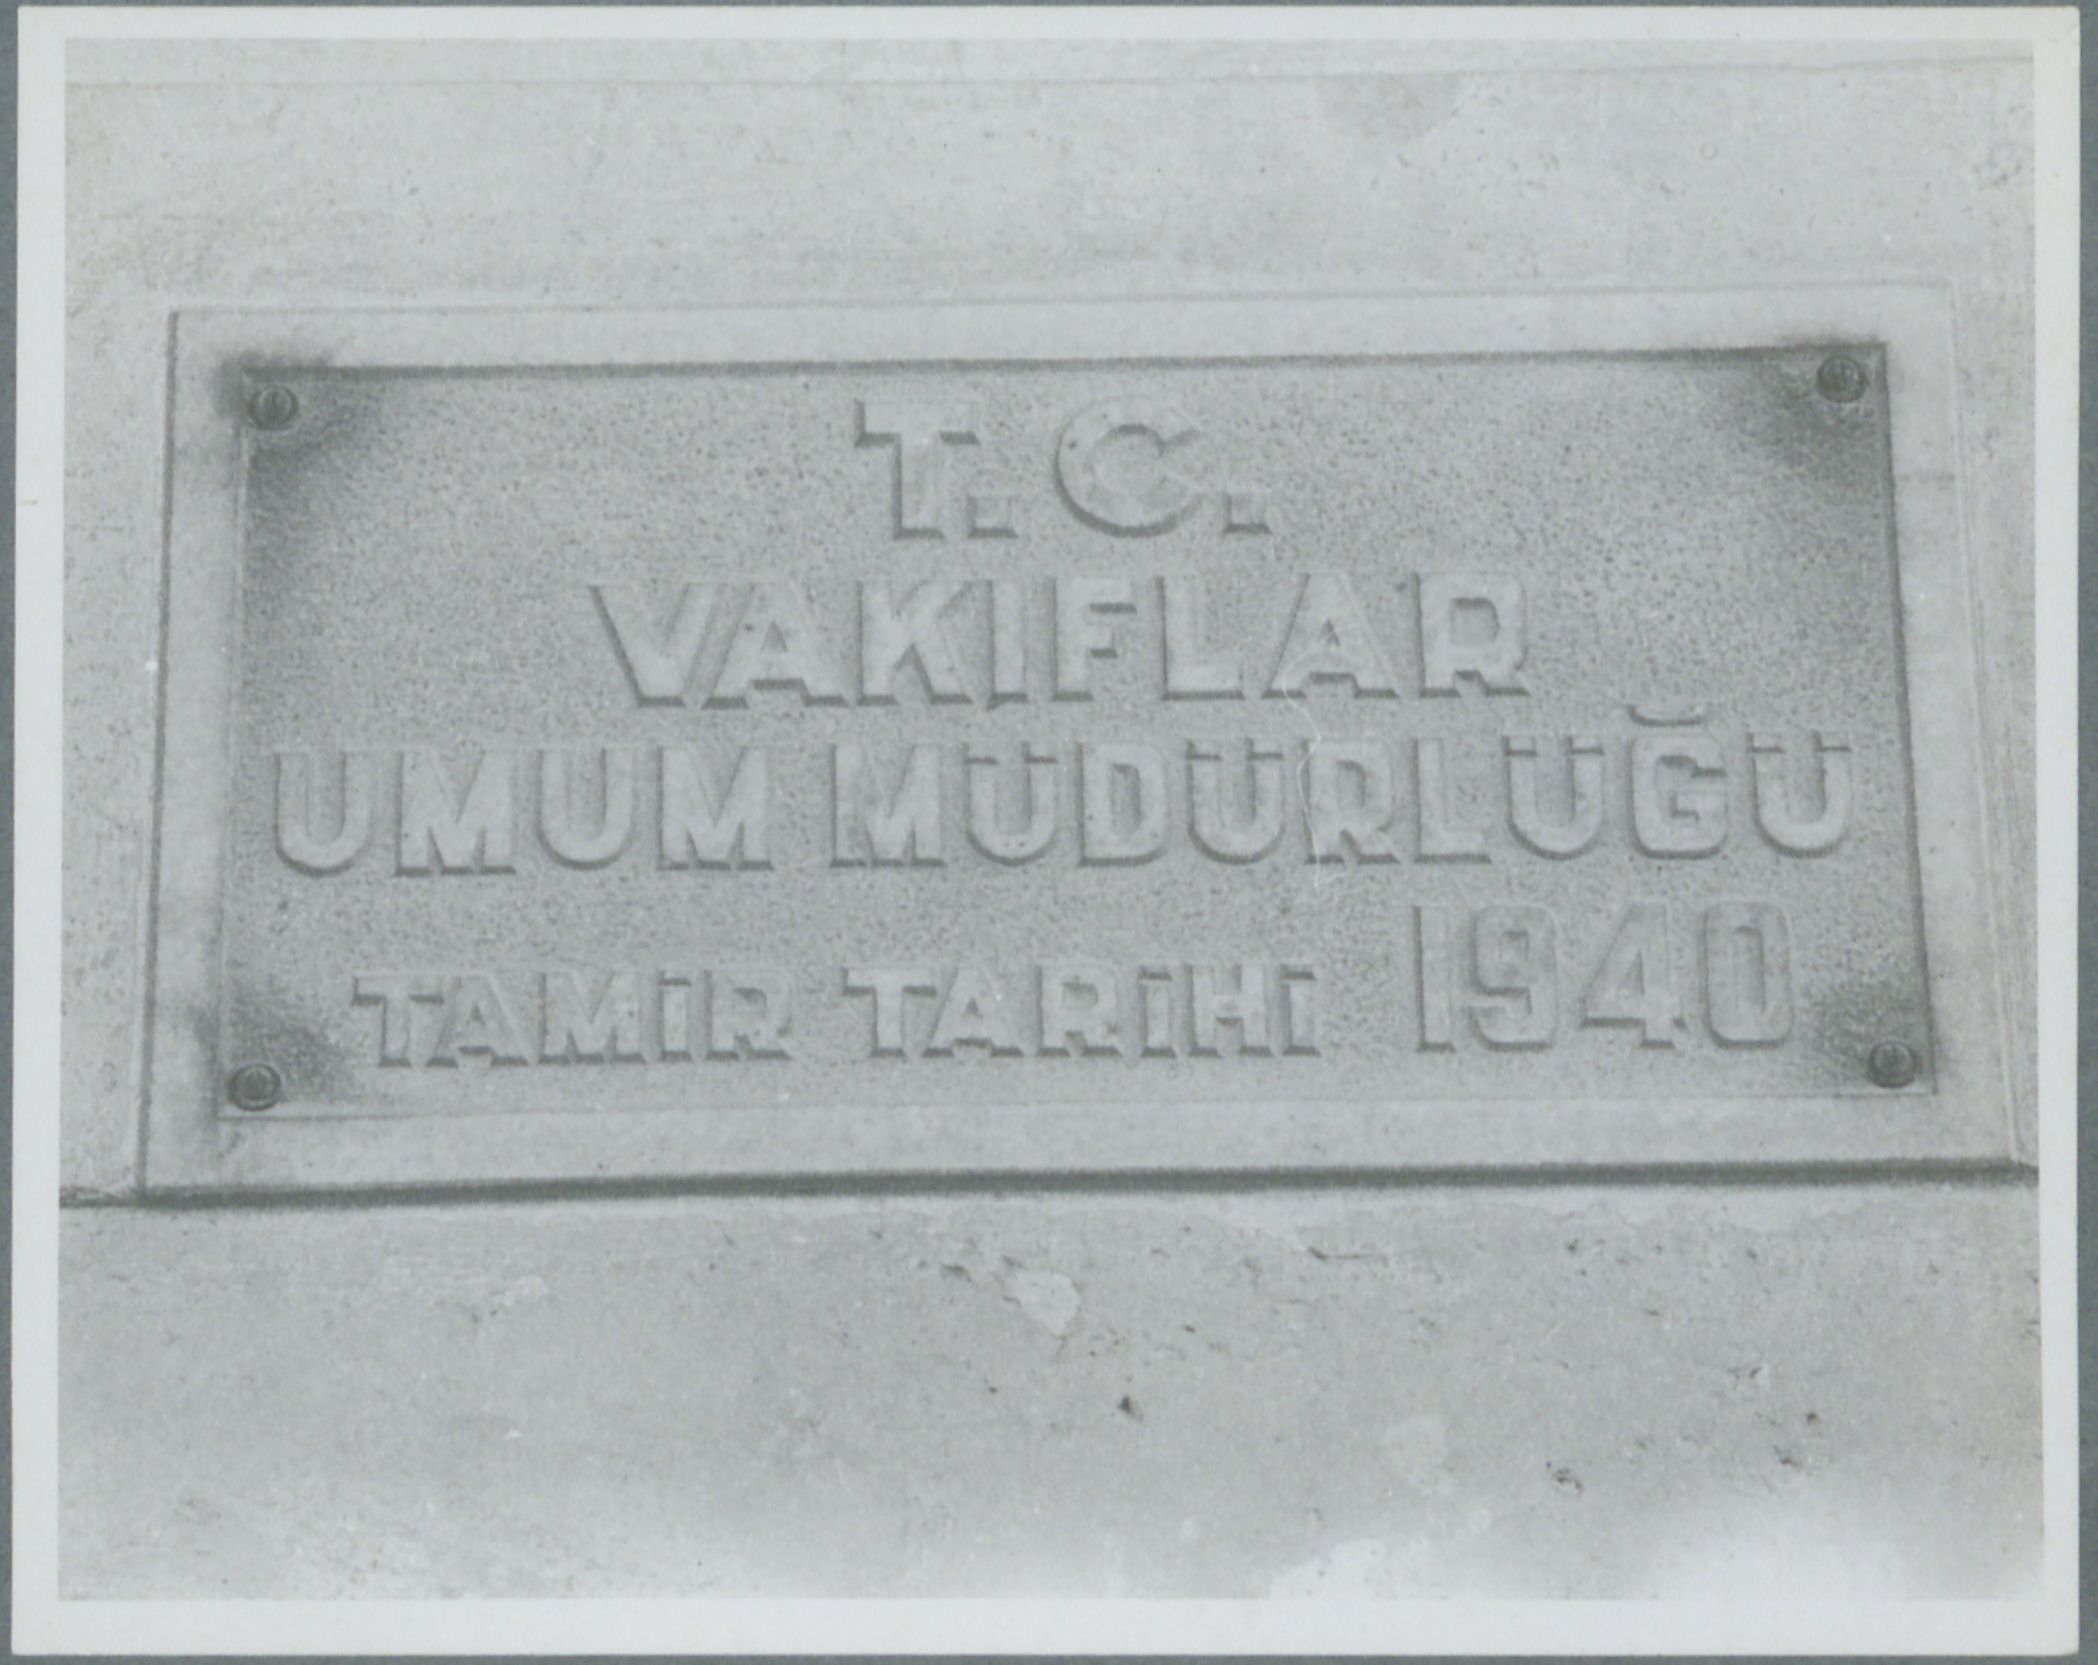 T.C.
VAKIFLAR
UMUM MÜDÜRLÜĞÜ
TAMİR TARİHİ 1940